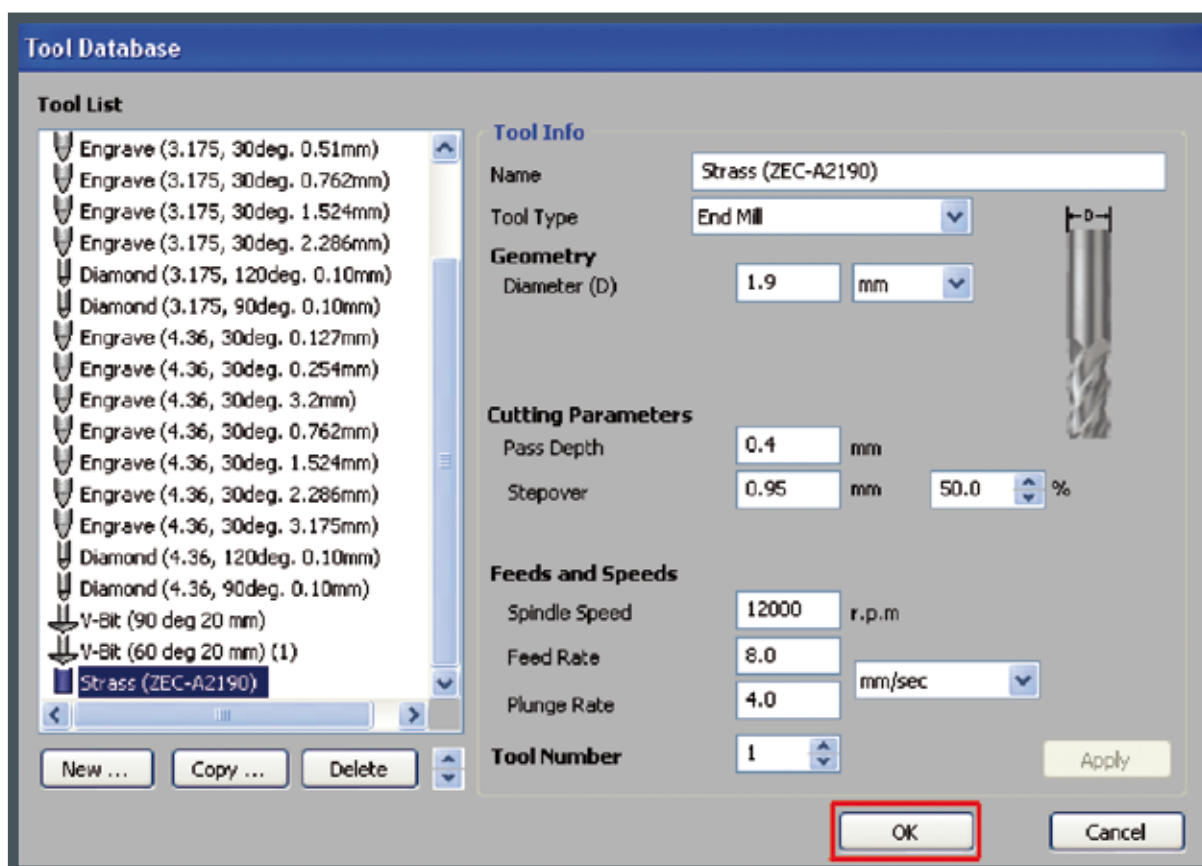 Tool Database
Tool List
Engrave (3.175, 30deg. 0.51mm)
Engrave (3.175, 30deg. 0.762mm)
Engrave (3.175, 30deg. 1.524mm)
Engrave (3.175, 30deg. 2.286mm)
Diamond (3.175, 120deg. 0.10mm)
Diamond (3.175, 90deg. 0.10mm)
Engrave (4.36, 30deg. 0.127mm)
Engrave (4.36, 30deg. 0.254mm)
Engrave (4.36, 30deg. 3.2mm)
Engrave (4.36, 30deg. 0.762mm)
Engrave (4.36, 30deg. 1.524mm)
Engrave (4.36, 30deg. 2.286mm)
Engrave (4.36, 30deg. 3.175mm)
Diamond (4.36, 120deg. 0.10mm)
Diamond (4.36, 90deg. 0.10mm)
V-Bit (90 deg 20 mm)
V-Bit (60 deg 20 mm) (1)
Strass (ZEC-A2190)
New ... Copy ... Delete
Tool Info
Name Strass (ZEC-A2190)
Tool Type End Mill
D
Geometry
Diameter (D) 1.9 mm
Cutting Parameters
Pass Depth 0.4 mm
Stepover 0.95 mm 50.0 %
Feeds and Speeds
Spindle Speed 12000 r.p.m
Feed Rate 8.0
mm/sec
Plunge Rate 4.0
Tool Number 1
Apply
OK Cancel